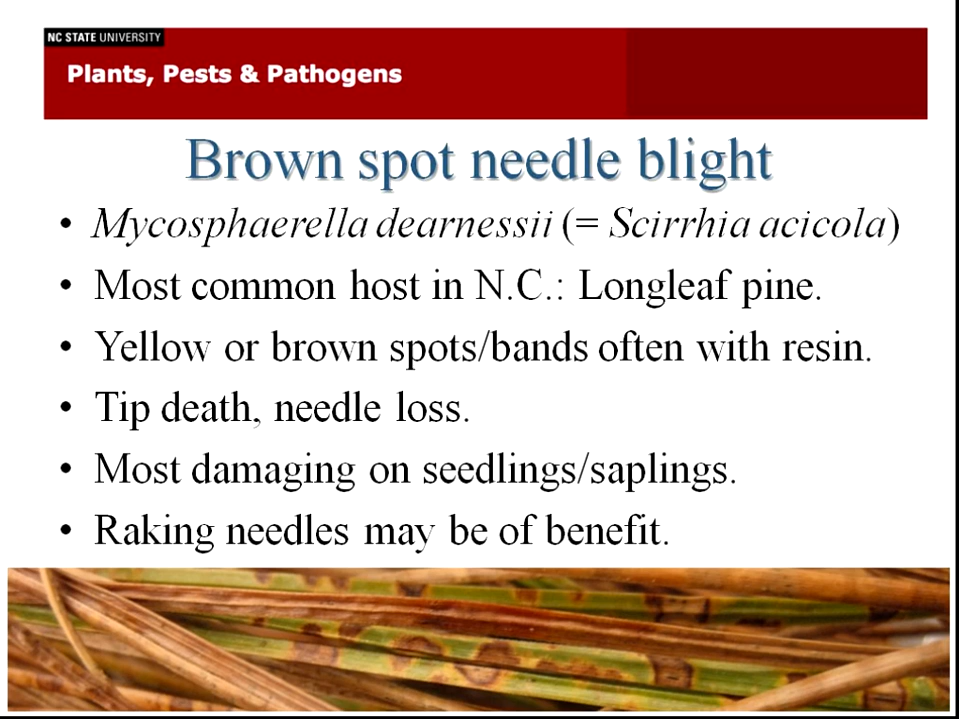 NC STATE UNIVERSITY
Plants, Pests & Pathogens
Brown spot needle blight
• Mycosphaerella dearnessii (= Scirrhia acicola)
• Most common host in N.C.: Longleaf pine.
• Yellow or brown spots/bands often with resin.
• Tip death, needle loss.
• Most damaging on seedlings/saplings.
• Raking needles may be of benefit.